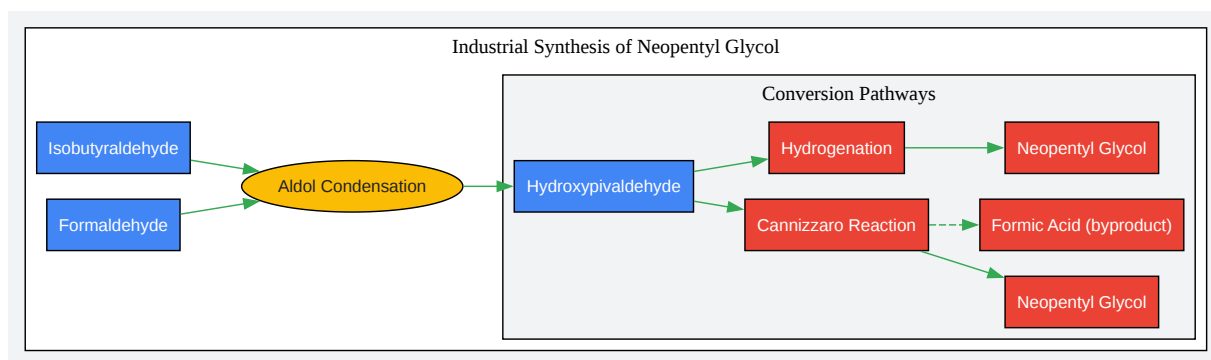 Industrial Synthesis of Neopentyl Glycol
Conversion Pathways
Isobutyraldehyde
Formaldehyde
Aldol Condensation
Hydroxypivaldehyde
Hydrogenation
Neopentyl Glycol
Cannizzaro Reaction
Formic Acid (byproduct)
Neopentyl Glycol